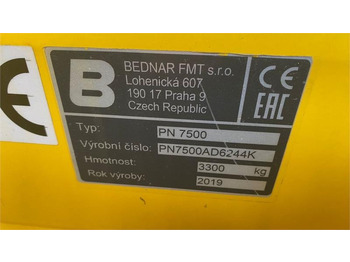 B
BEDNAR FMT s.r.o.
Lohenická 607
190 17 Praha 9
Czech Republic
CE
EAC
CE
Typ: PN 7500
Výrobní číslo: PN7500AD6244K
Hmotnost: 3300 kg
Rok výroby: 2019